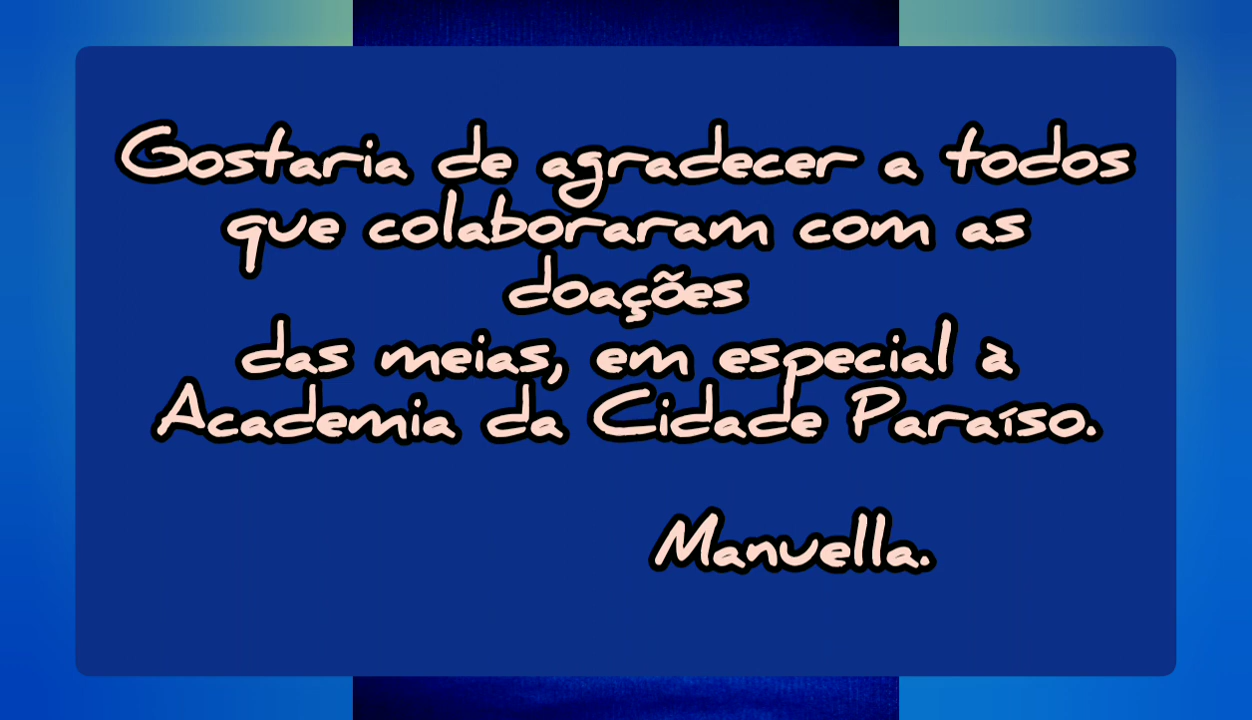 Gostaria de agradecer a todos
que colaboraram com as
doações
das meias, em especial à
Academia da Cidade Paraíso.
Manuella.